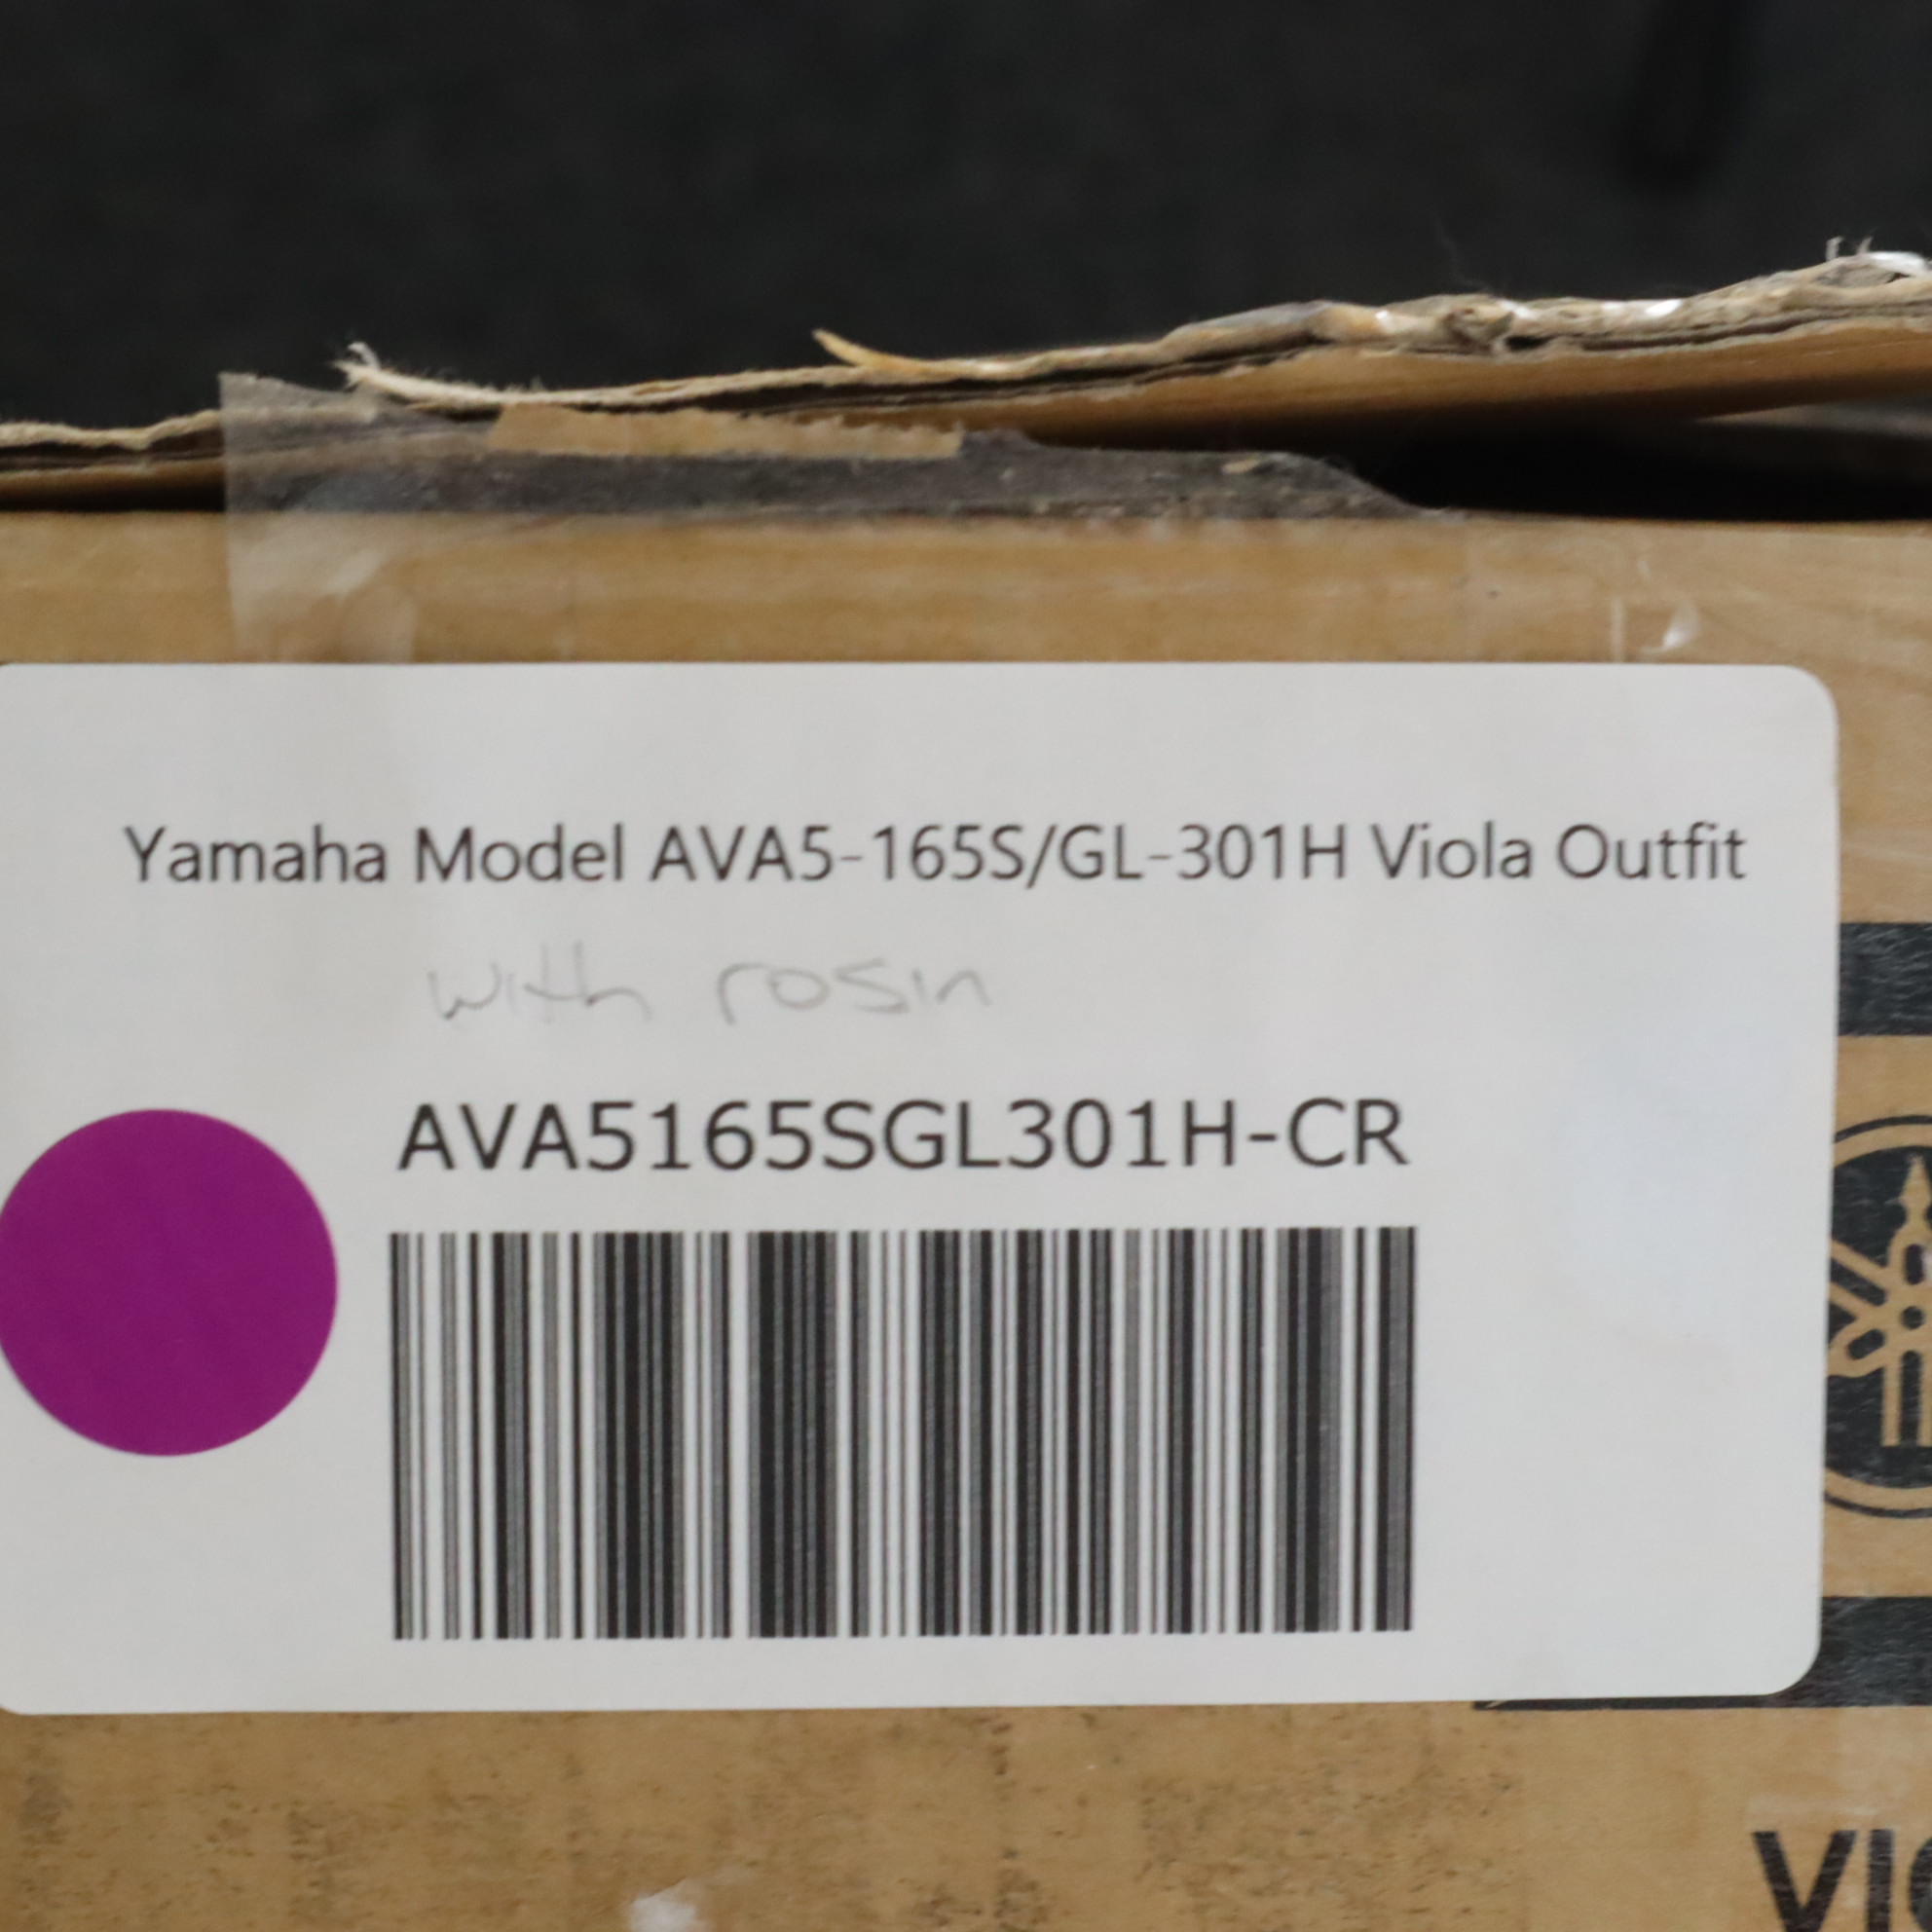 Yamaha Model AVA5-165S/GL-301H Viola Outfit
with rosin
AVA5165SGL301H-CR